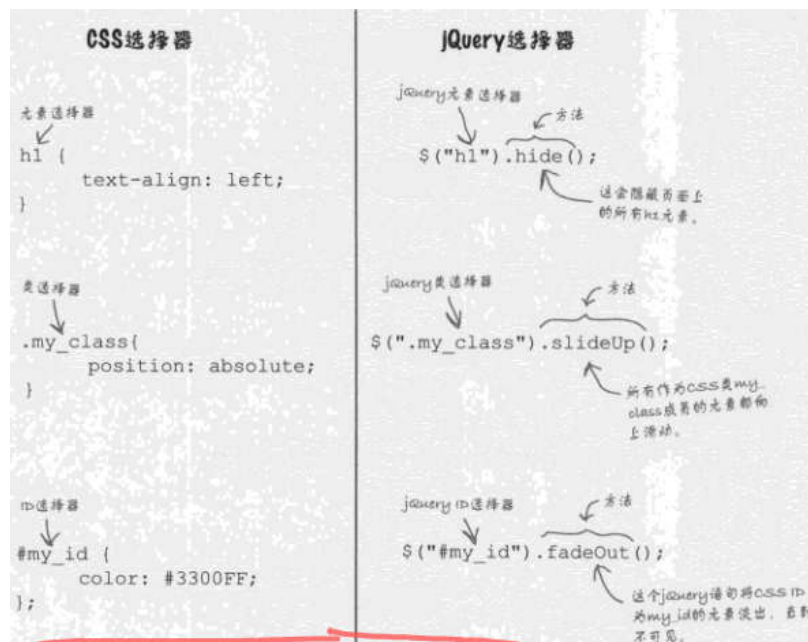 CSS选择器
元素选择器
h1 {
text-align: left;
}
类选择器
.my_class{
position: absolute;
}
ID选择器
#my_id {
color: #3300FF;
};
jQuery选择器
jQuery元素选择器
方法
$("h1").hide();
这会隐藏页面上
的所有h1元素。
jQuery类选择器
方法
$(".my_class").slideUp();
所有作为CSS类my_
class成员的元素都向
上滑动。
jQuery ID选择器
方法
$("#my_id").fadeOut();
这个jQuery语句将CSS ID
为my_id的元素淡出，直到
不可见。